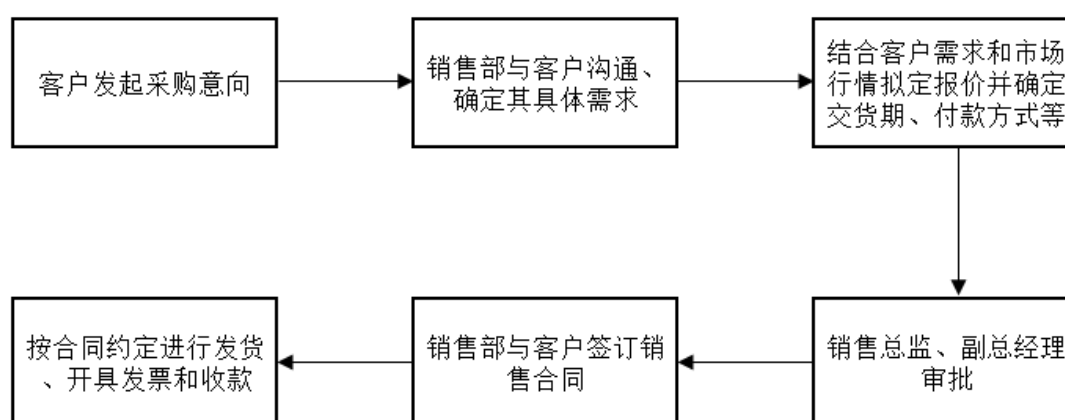 客户发起采购意向
销售部与客户沟通、
确定其具体需求
结合客户需求和市场
行情拟定报价并确定
交货期、付款方式等
销售总监、副总经理
审批
销售部与客户签订销
售合同
按合同约定进行发货
、开具发票和收款